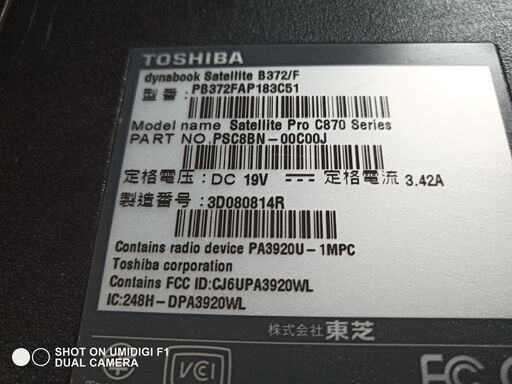 TOSHIBA
dynabook Satellite B372/F
型番: PB372FAP183C51
Model name Satellite Pro C870 Series
PART NO. PSC8BN-00C00J
定格電圧:DC 19V 定格電流 3.42A
製造番号:3D080814R
Contains radio device PA3920U-1MPC
Toshiba corporation
Contains FCC ID:CJ6UPA3920WL
IC:248H-DPA3920WL
株式会社 東芝
VCI
FC
SHOT ON UMIDIGI F1
DUAL CAMERA